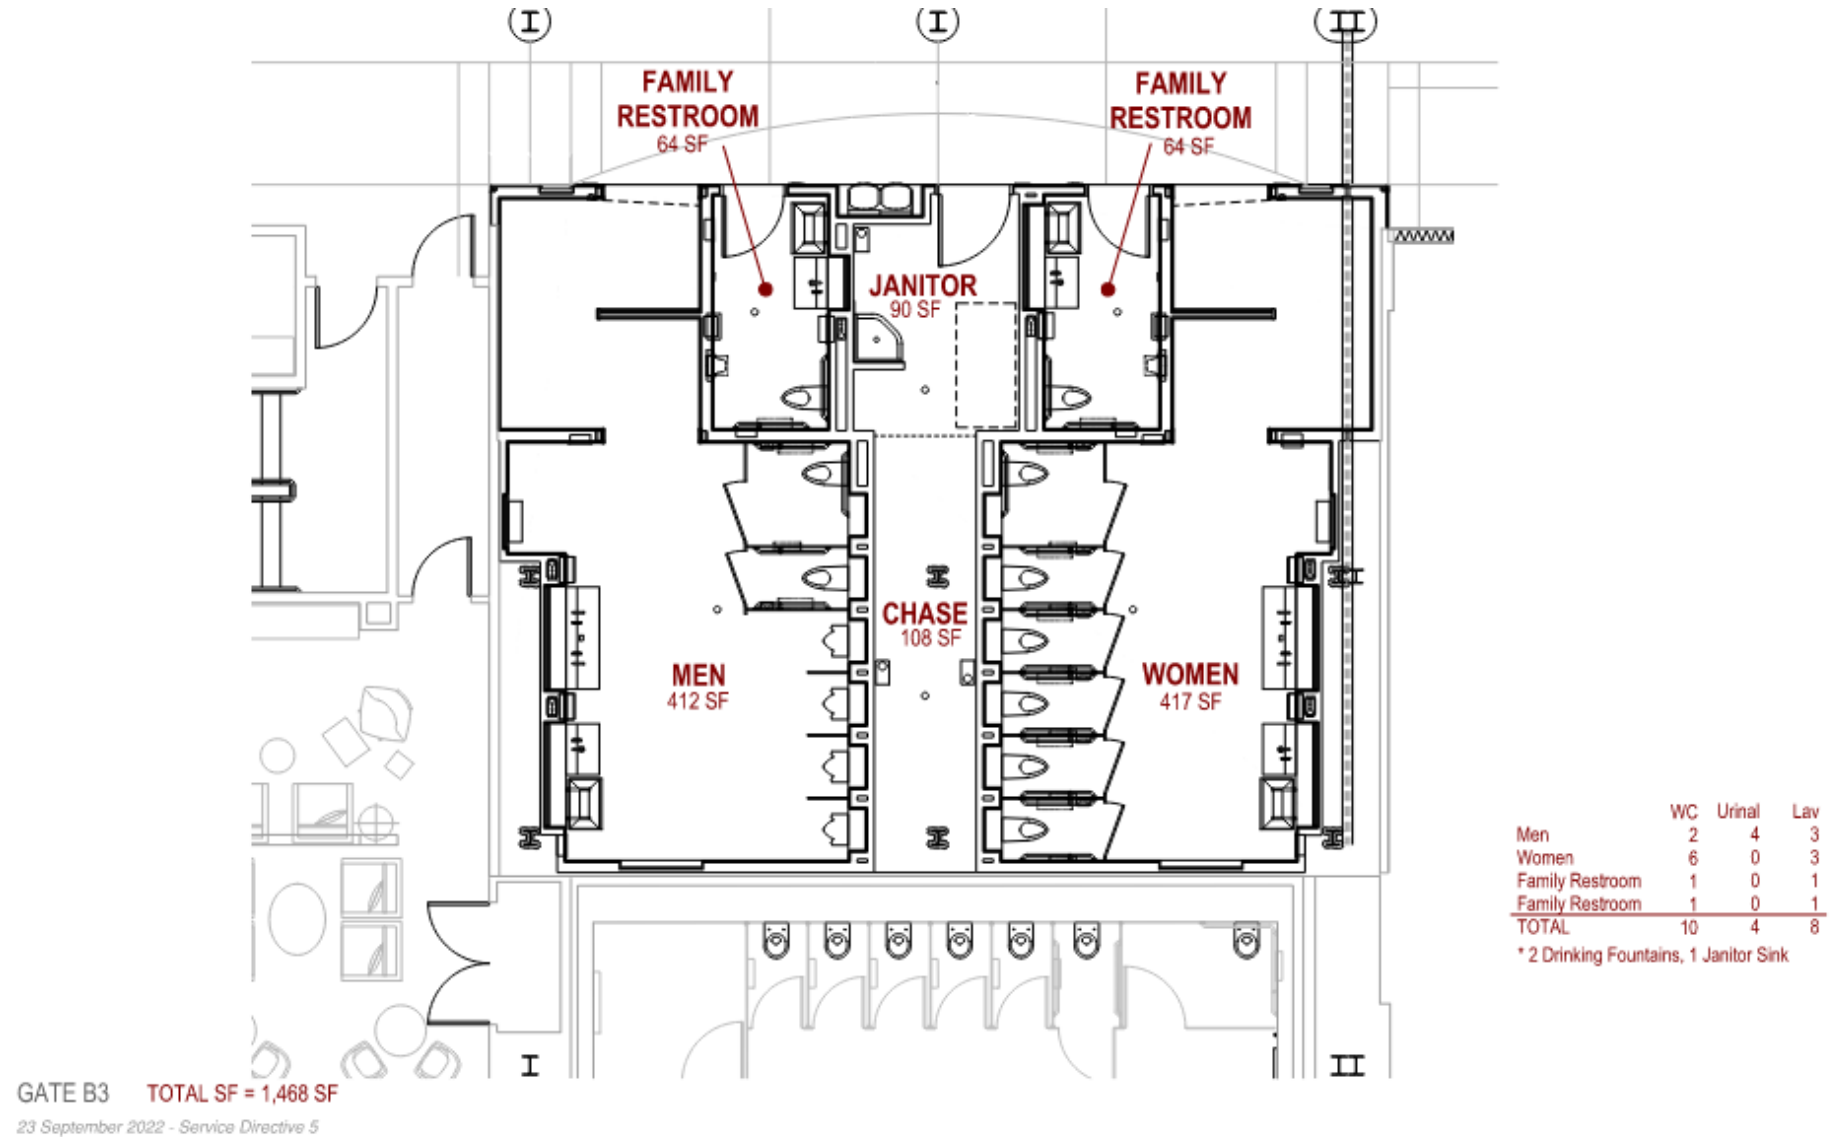 FAMILY
RESTROOM
64 SF
FAMILY
RESTROOM
64 SF
JANITOR
90 SF
CHASE
108 SF
MEN
412 SF
WOMEN
417 SF
WC Urinal Lav
Men 2 4 3
Women 6 0 3
Family Restroom 1 0 1
Family Restroom 1 0 1
TOTAL 10 4 8
* 2 Drinking Fountains, 1 Janitor Sink
GATE B3 TOTAL SF = 1,468 SF
23 September 2022 - Service Directive 5